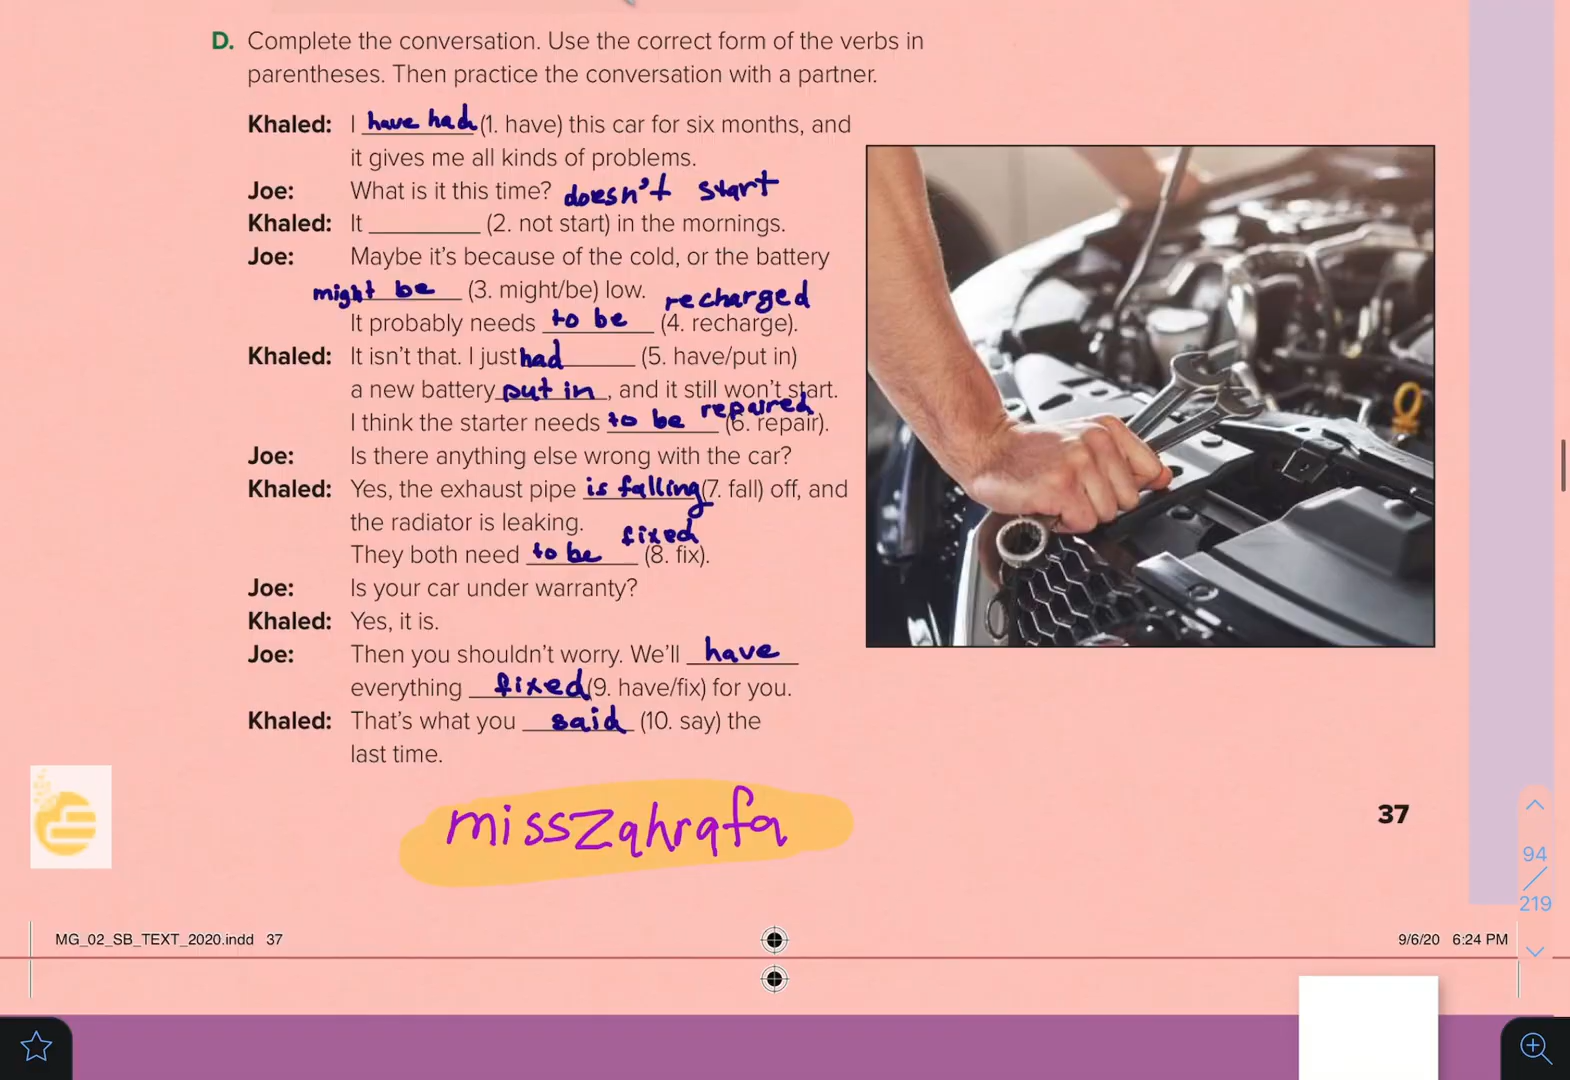 D. Complete the conversation. Use the correct form of the verbs in
parentheses. Then practice the conversation with a partner.
Khaled: I have had (1. have) this car for six months, and
it gives me all kinds of problems.
Joe: What is it this time? doesn't start
Khaled: It ________ (2. not start) in the mornings.
Joe: Maybe it's because of the cold, or the battery
might be (3. might/be) low. recharged
It probably needs to be (4. recharge).
Khaled: It isn't that. I just had (5. have/put in)
a new battery put in, and it still won't start.
repaired
I think the starter needs to be (6. repair).
Joe: Is there anything else wrong with the car?
Khaled: Yes, the exhaust pipe is falling (7. fall) off, and
the radiator is leaking.
fixed
They both need to be (8. fix).
Joe: Is your car under warranty?
Khaled: Yes, it is.
Joe: Then you shouldn't worry. We'll have
everything fixed (9. have/fix) for you.
Khaled: That's what you said (10. say) the
last time.
misszahrafa
37
94
219
MG_02_SB_TEXT_2020.indd 37
9/6/20 6:24 PM